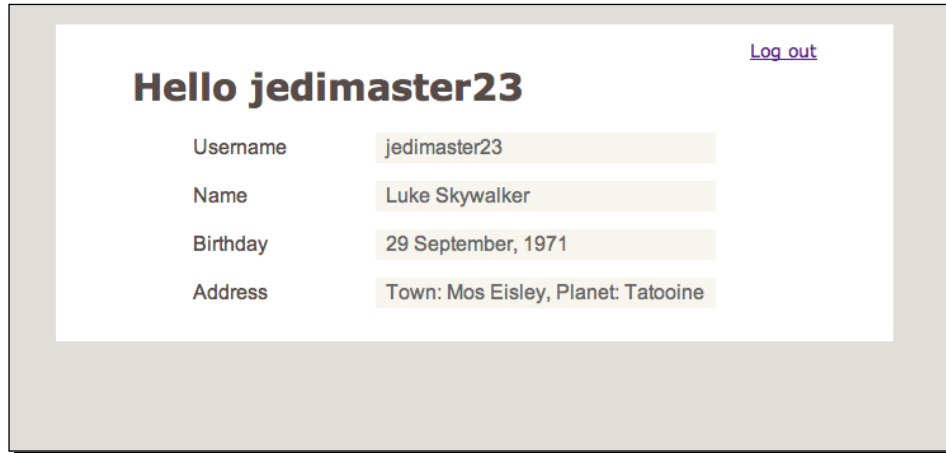 Log out
Hello jedimaster23
Username jedimaster23
Name Luke Skywalker
Birthday 29 September, 1971
Address Town: Mos Eisley, Planet: Tatooine